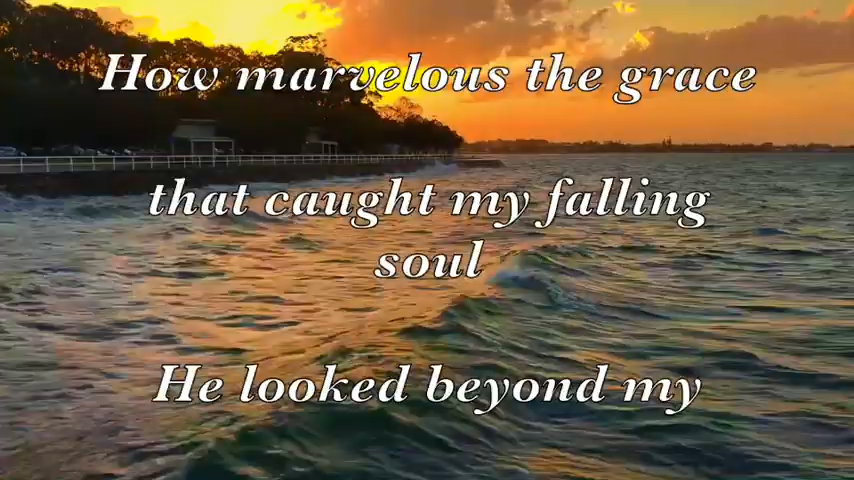 How marvelous the grace
that caught my falling
soul
He looked beyond my